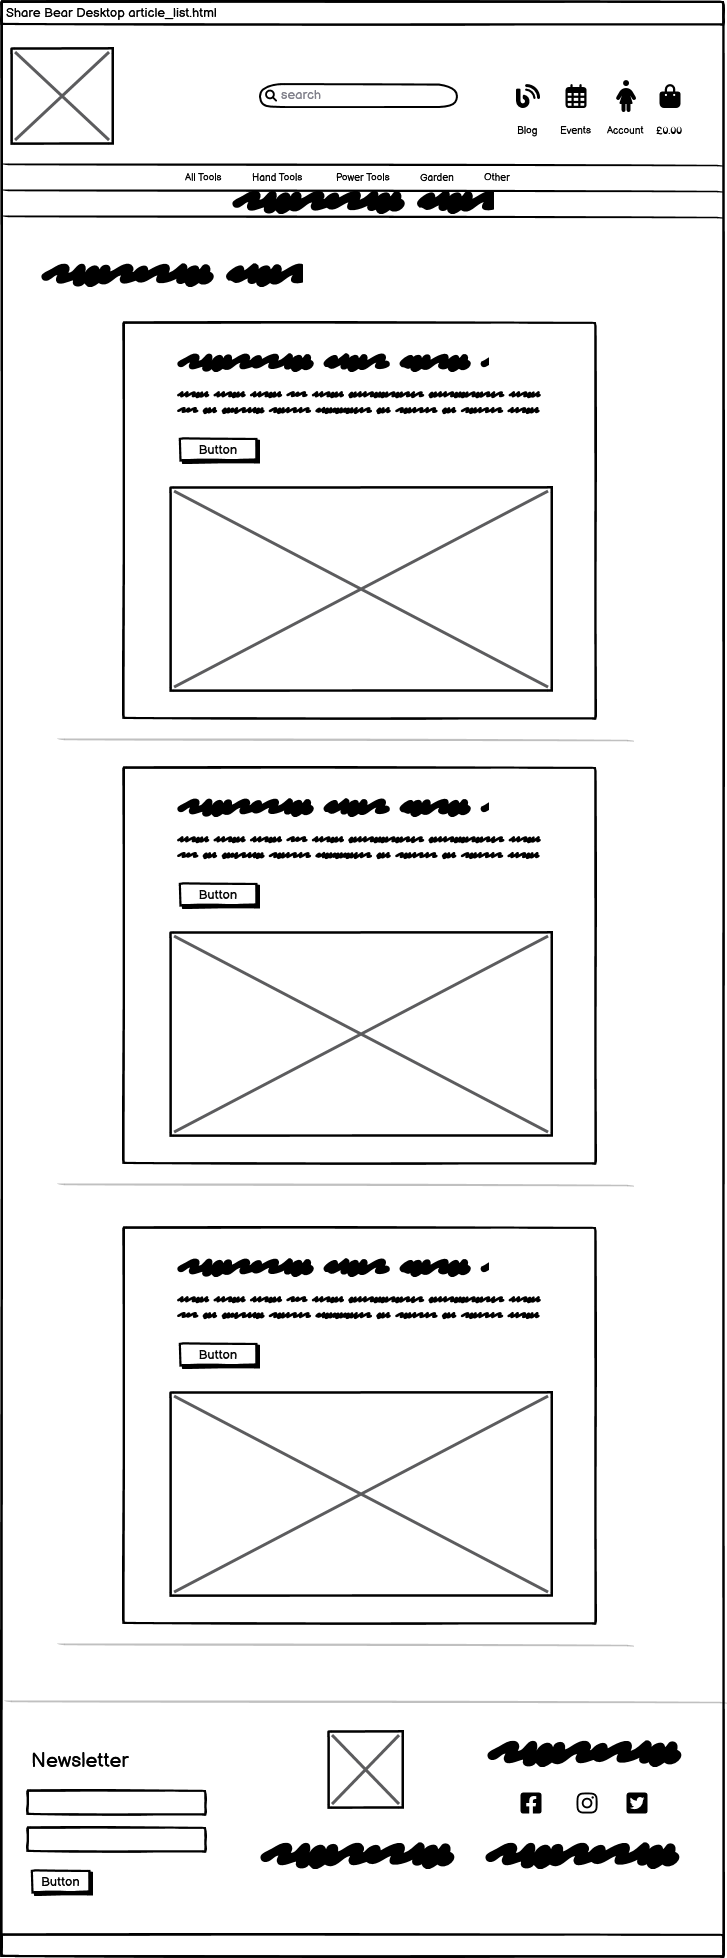 Share Bear Desktop article_list.html
search
Blog Events Account £0.00
All Tools Hand Tools Power Tools Garden Other
Button
Button
Button
Newsletter
Button